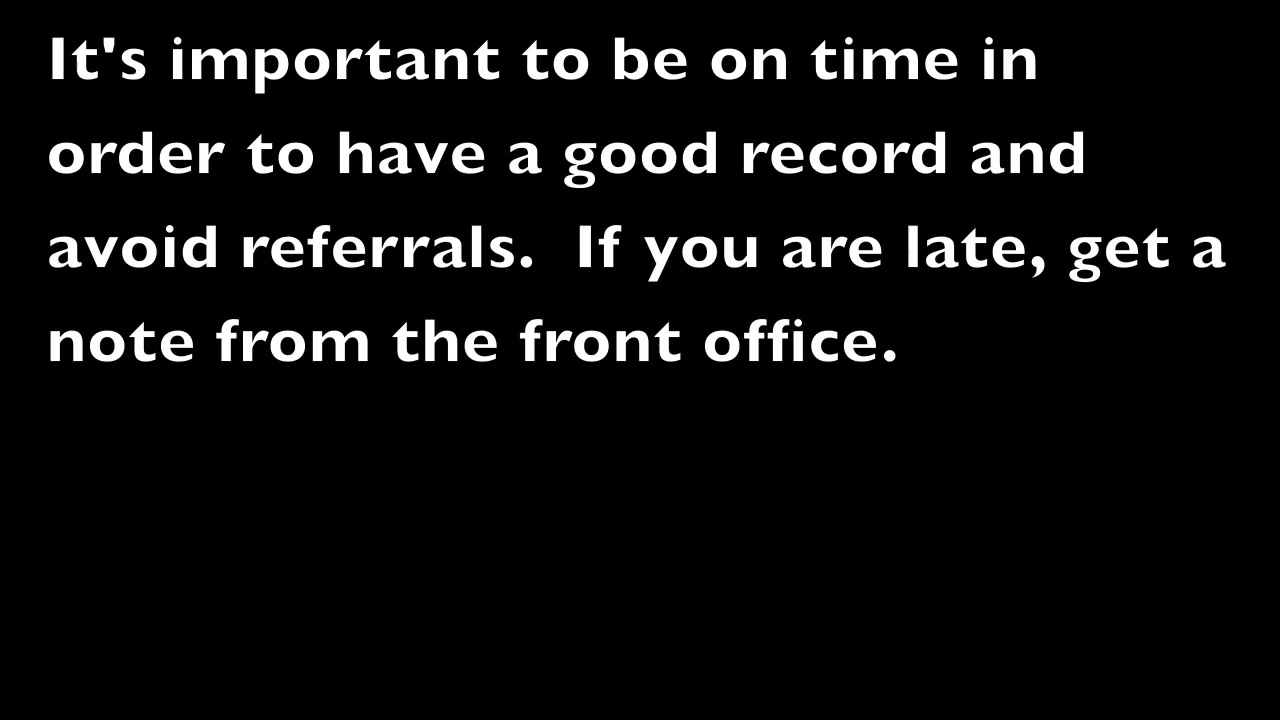 It's important to be on time in
order to have a good record and
avoid referrals.  If you are late, get a
note from the front office.